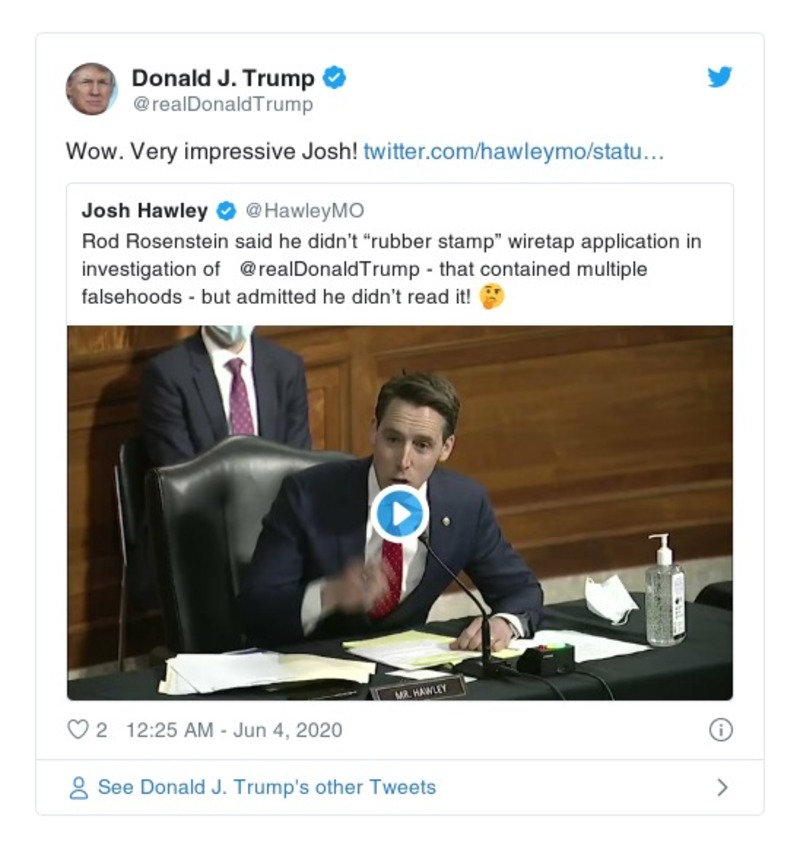 Donald J. Trump
@realDonaldTrump
Wow. Very impressive Josh! twitter.com/hawleymo/statu…
Josh Hawley @HawleyMO
Rod Rosenstein said he didn’t “rubber stamp” wiretap application in
investigation of @realDonaldTrump - that contained multiple
falsehoods - but admitted he didn’t read it!
MR. HAWLEY
2 12:25 AM - Jun 4, 2020
See Donald J. Trump's other Tweets